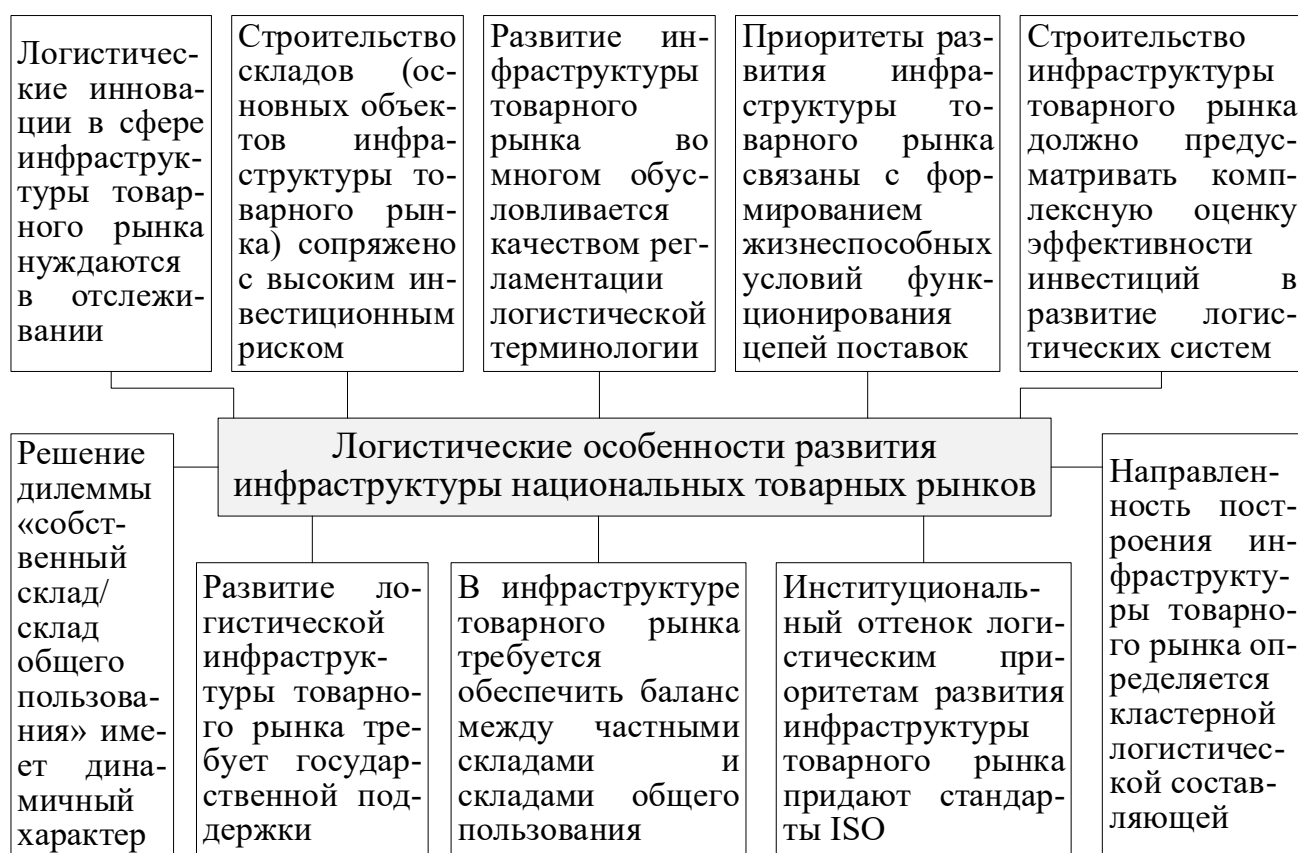 Логистичес-
кие иннова-
ции в сфере
инфраструк-
туры товар-
ного рынка
нуждаются
в отслежи-
вании
Строительство
складов (ос-
новных объек-
тов инфра-
структуры то-
варного рын-
ка) сопряжено
с высоким ин-
вестиционным
риском
Развитие ин-
фраструктуры
товарного
рынка во
многом обус-
ловливается
качеством рег-
ламентации
логистической
терминологии
Приоритеты раз-
вития инфра-
структуры то-
варного рынка
связаны с фор-
мированием
жизнеспособных
условий функ-
ционирования
цепей поставок
Строительство
инфраструктуры
товарного рынка
должно предус-
матривать комп-
лексную оценку
эффективности
инвестиций в
развитие логис-
тических систем
Логистические особенности развития
инфраструктуры национальных товарных рынков
Решение
дилеммы
«собст-
венный
склад/
склад
общего
пользова-
ния» име-
ет дина-
мичный
характер
Развитие ло-
гистической
инфраструк-
туры товарно-
го рынка тре-
бует государ-
ственной под-
держки
В инфраструктуре
товарного рынка
требуется
обеспечить баланс
между частными
складами и
складами общего
пользования
Институциональ-
ный оттенок логи-
стическим при-
оритетам развития
инфраструктуры
товарного рынка
придают стандар-
ты ISO
Направлен-
ность пост-
роения ин-
фраструкту-
ры товарно-
го рынка оп-
ределяется
кластерной
логистичес-
кой состав-
ляющей